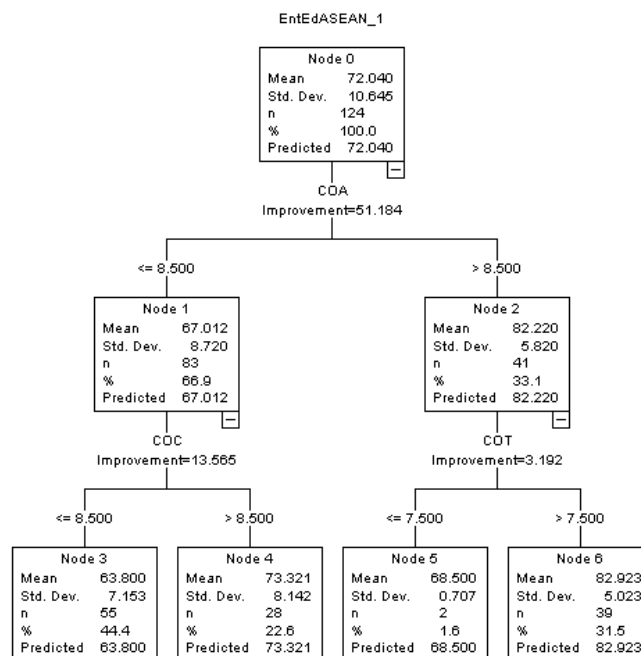 EntEdASEAN_1
Node 0
Mean 72.040
Std. Dev. 10.645
n 124
% 100.0
Predicted 72.040
COA
Improvement=51.184
<= 8.500
> 8.500
Node 1
Mean 67.012
Std. Dev. 8.720
n 83
% 66.9
Predicted 67.012
Node 2
Mean 82.220
Std. Dev. 5.820
n 41
% 33.1
Predicted 82.220
COC
Improvement=13.565
COT
Improvement=3.192
<= 8.500
> 8.500
<= 7.500
> 7.500
Node 3
Mean 63.800
Std. Dev. 7.153
n 55
% 44.4
Predicted 63.800
Node 4
Mean 73.321
Std. Dev. 8.142
n 28
% 22.6
Predicted 73.321
Node 5
Mean 68.500
Std. Dev. 0.707
n 2
% 1.6
Predicted 68.500
Node 6
Mean 82.923
Std. Dev. 5.023
n 39
% 31.5
Predicted 82.923